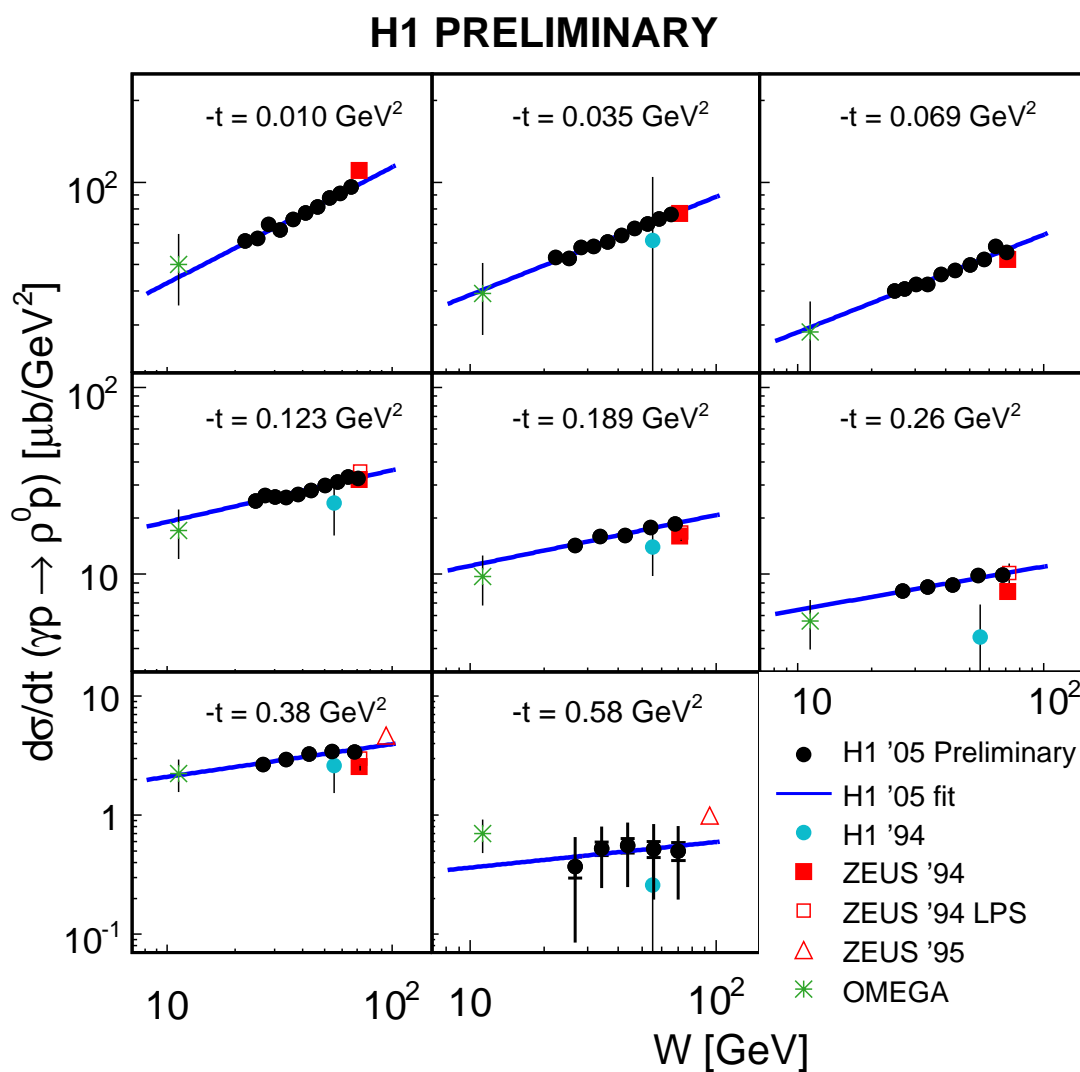 H1 PRELIMINARY
dσ/dt (γp → ρ⁰p) [μb/GeV²]
-t = 0.010 GeV²
-t = 0.035 GeV²
-t = 0.069 GeV²
10²
-t = 0.123 GeV²
-t = 0.189 GeV²
-t = 0.26 GeV²
10²
10
-t = 0.38 GeV²
-t = 0.58 GeV²
10
1
10⁻¹
10
10²
10
10²
10
10²
H1 '05 Preliminary
H1 '05 fit
H1 '94
ZEUS '94
ZEUS '94 LPS
ZEUS '95
OMEGA
W [GeV]